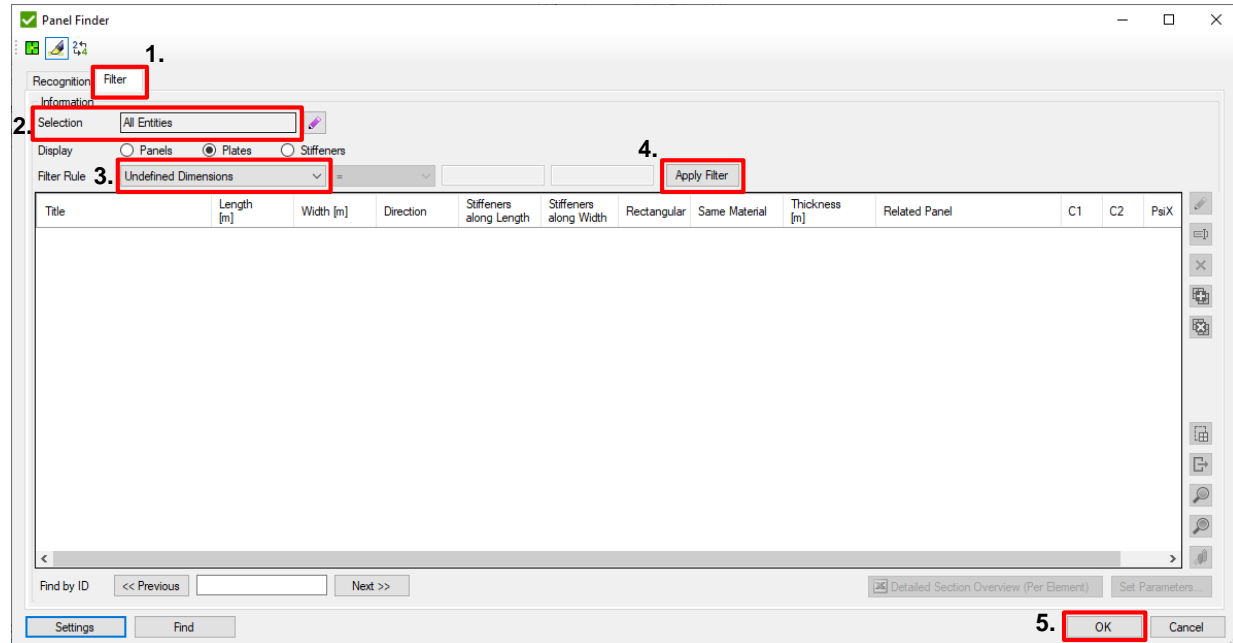 Panel Finder
1.
Recognition Filter
Information
2. Selection All Entities
Display Panels Plates Stiffeners
4.
Filter Rule 3. Undefined Dimensions = Apply Filter
Title Length [m] Width [m] Direction Stiffeners along Length Stiffeners along Width Rectangular Same Material Thickness [m] Related Panel C1 C2 PsiX
Find by ID << Previous Next >> Detailed Section Overview (Per Element) Set Parameters...
Settings Find 5. OK Cancel